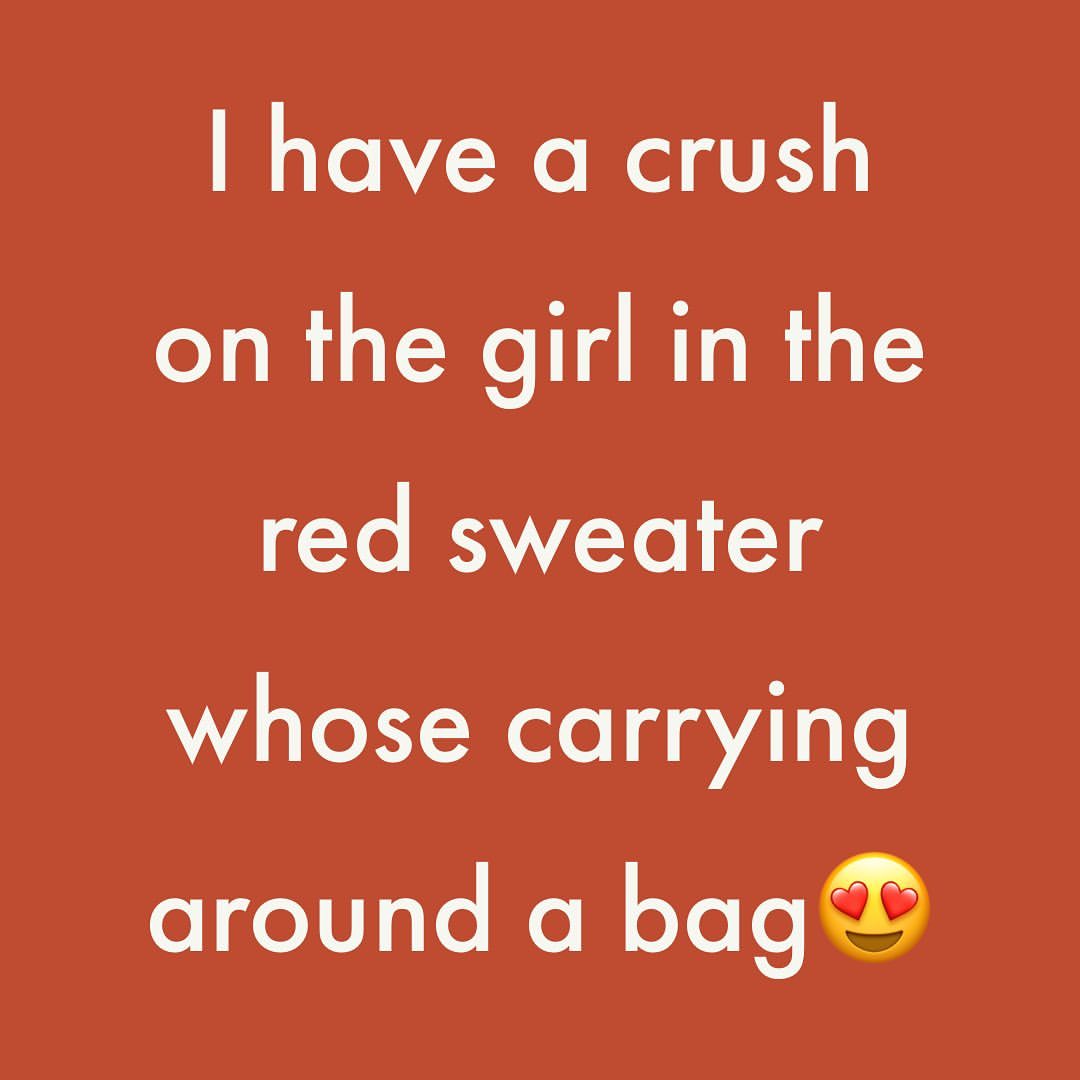 I have a crush
on the girl in the
red sweater
whose carrying
around a bag😍